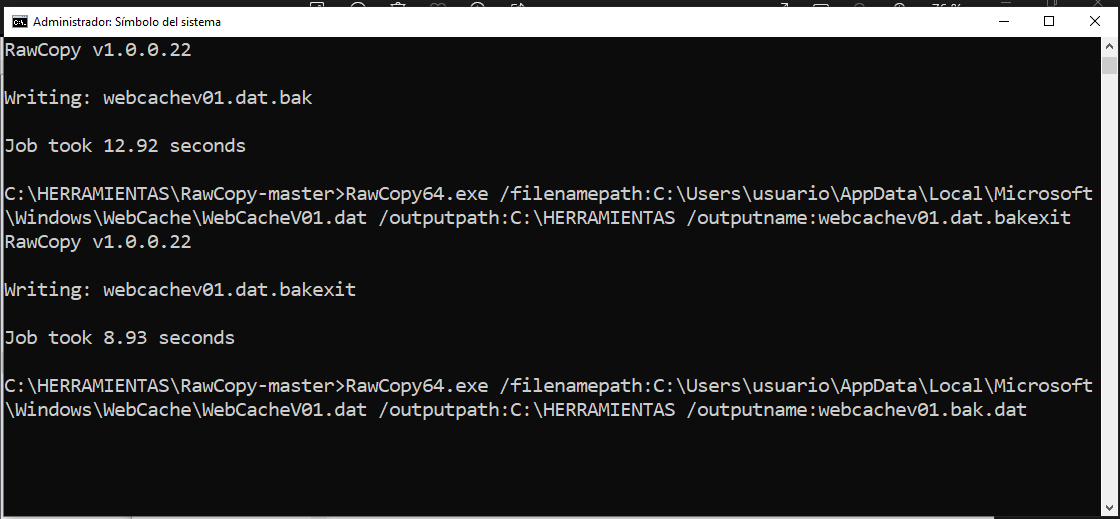 Administrador: Símbolo del sistema
RawCopy v1.0.0.22
Writing: webcachev01.dat.bak
Job took 12.92 seconds
C:\HERRAMIENTAS\RawCopy-master>RawCopy64.exe /filenamepath:C:\Users\usuario\AppData\Local\Microsoft
\Windows\WebCache\WebCacheV01.dat /outputpath:C:\HERRAMIENTAS /outputname:webcachev01.dat.bakexit
RawCopy v1.0.0.22
Writing: webcachev01.dat.bakexit
Job took 8.93 seconds
C:\HERRAMIENTAS\RawCopy-master>RawCopy64.exe /filenamepath:C:\Users\usuario\AppData\Local\Microsoft
\Windows\WebCache\WebCacheV01.dat /outputpath:C:\HERRAMIENTAS /outputname:webcachev01.bak.dat